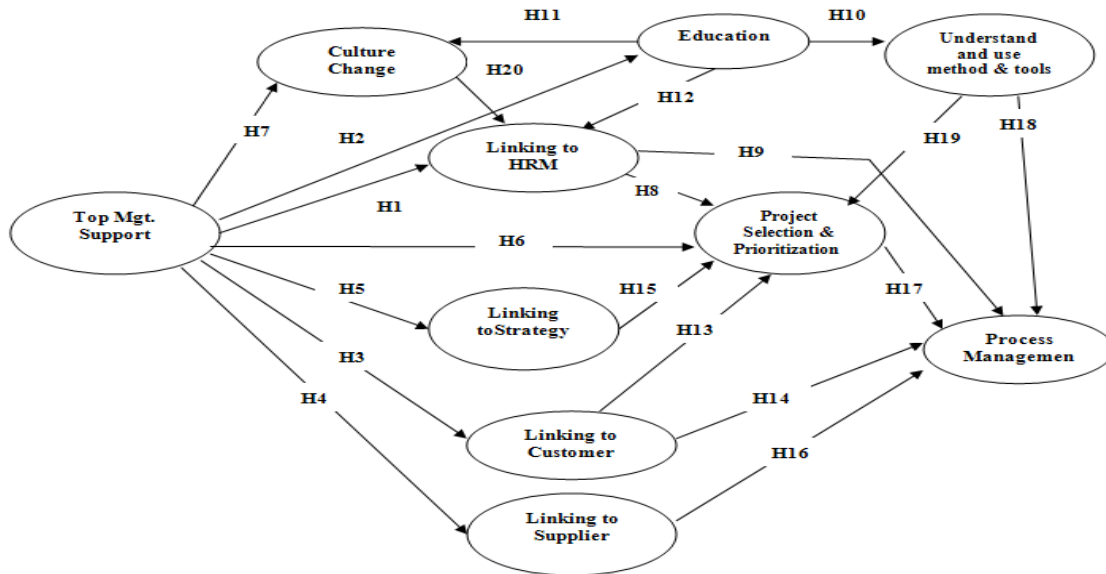 H11
H10
Education
Understand
and use
method & tools
Culture
Change
H20
H12
H2
H7
H19
H18
Linking to
HRM
H9
H8
H1
Top Mgt.
Support
Project
Selection &
Prioritization
H6
H5
H15
H17
Linking
toStrategy
H13
Process
Managemen
H3
H4
H14
Linking to
Customer
H16
Linking to
Supplier